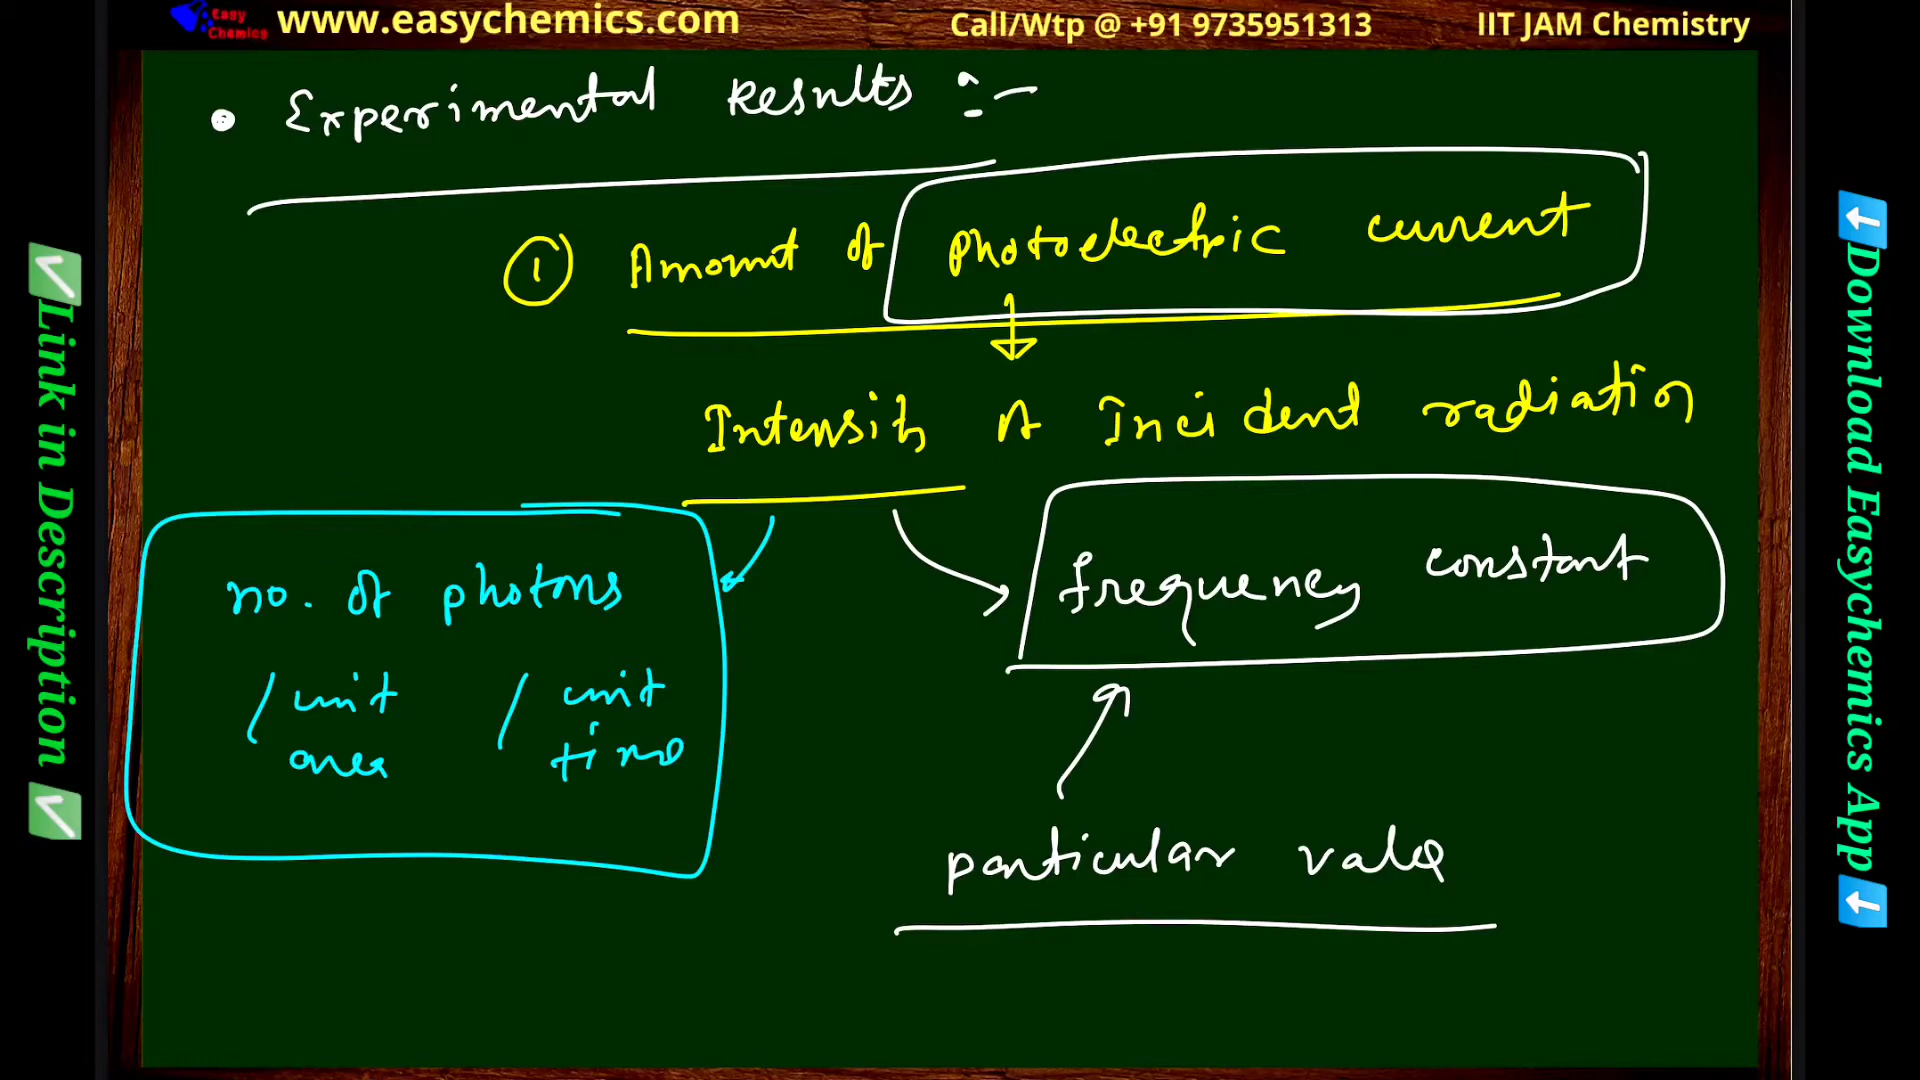 Easy Chemics
www.easychemics.com
Call/Wtp @ +91 9735951313
IIT JAM Chemistry
• Experimental Results :-
① Amount of photoelectric current
Intensity of Incident radiation
no. of photons
/ unit area / unit time
frequency constant
particular value
✅Link in Description ✅
⬆Download Easychemics App⬆